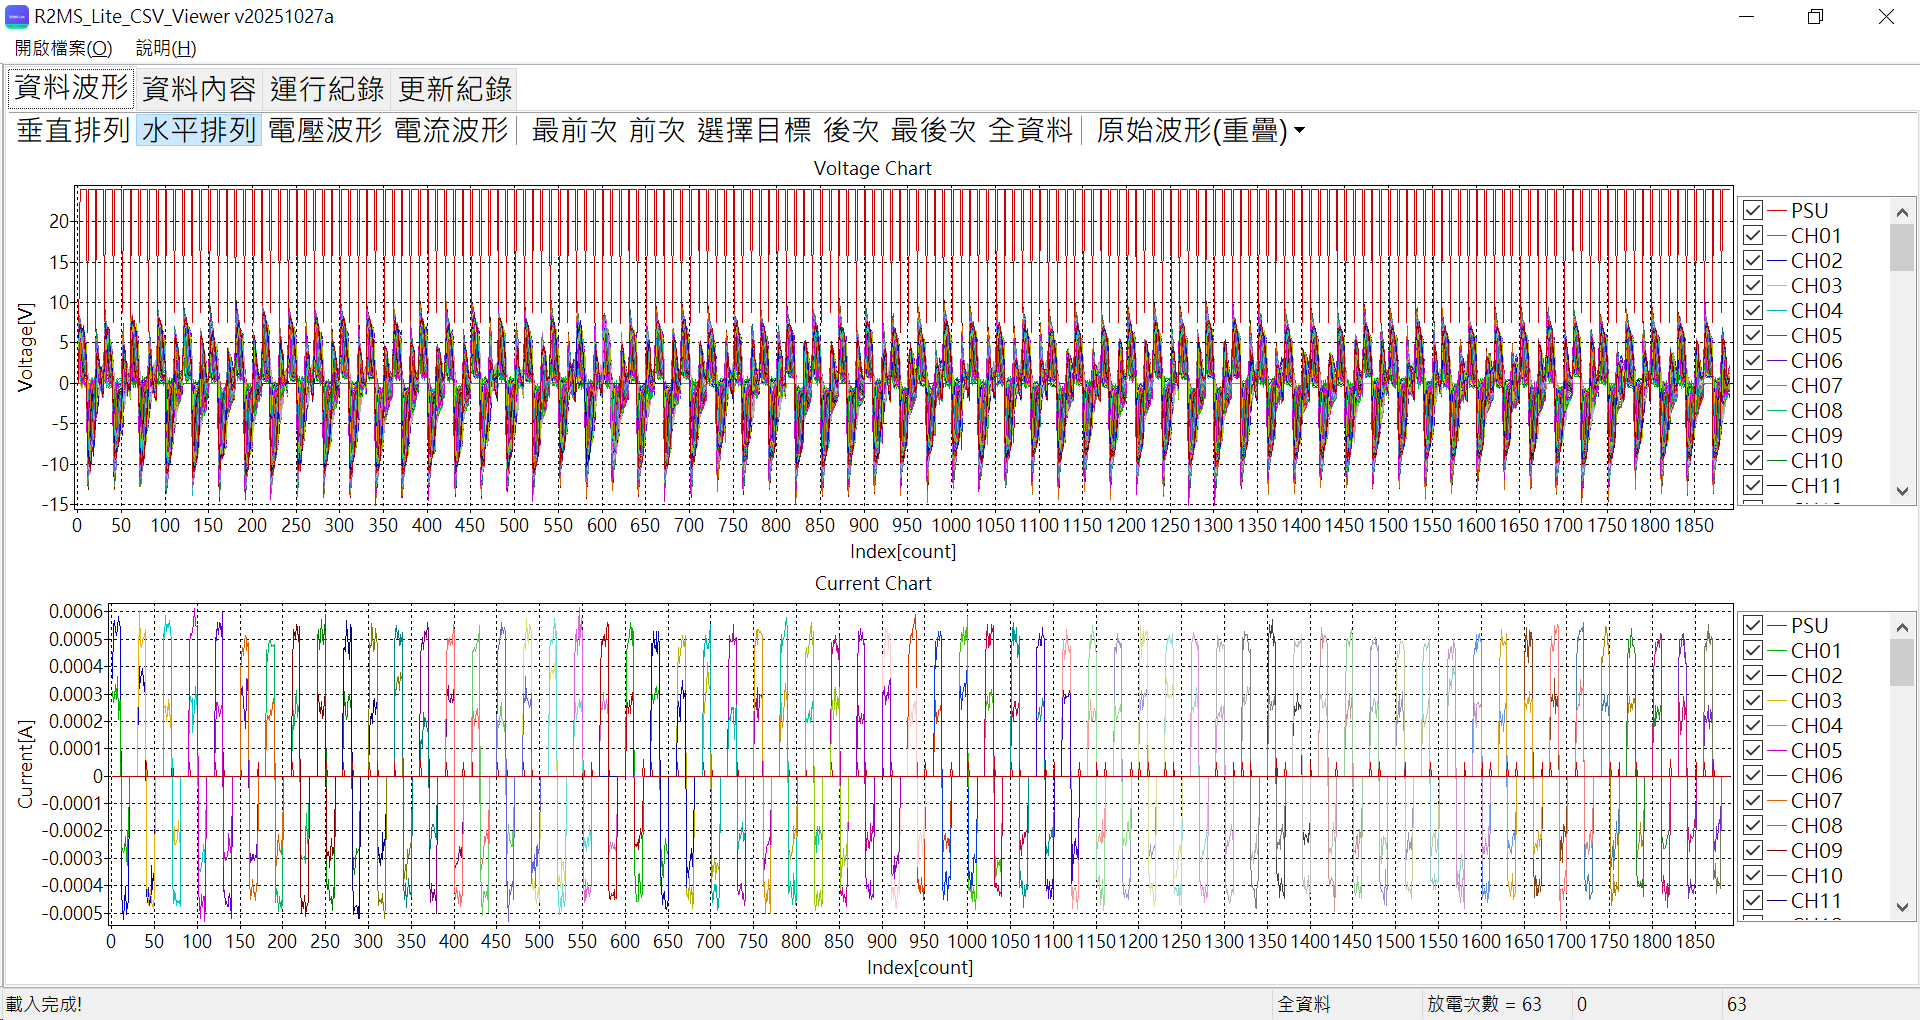 R2MS_Lite_CSV_Viewer v20251027a
開啟檔案(O) 說明(H)
資料波形 資料內容 運行紀錄 更新紀錄
垂直排列 水平排列 電壓波形 電流波形 最前次 前次 選擇目標 後次 最後次 全資料 原始波形(重疊)
Voltage Chart
Voltage[V]
20
15
10
5
0
-5
-10
-15
0 50 100 150 200 250 300 350 400 450 500 550 600 650 700 750 800 850 900 950 1000 1050 1100 1150 1200 1250 1300 1350 1400 1450 1500 1550 1600 1650 1700 1750 1800 1850
Index[count]
PSU
CH01
CH02
CH03
CH04
CH05
CH06
CH07
CH08
CH09
CH10
CH11
Current Chart
Current[A]
0.0006
0.0005
0.0004
0.0003
0.0002
0.0001
0
-0.0001
-0.0002
-0.0003
-0.0004
-0.0005
0 50 100 150 200 250 300 350 400 450 500 550 600 650 700 750 800 850 900 950 1000 1050 1100 1150 1200 1250 1300 1350 1400 1450 1500 1550 1600 1650 1700 1750 1800 1850
Index[count]
PSU
CH01
CH02
CH03
CH04
CH05
CH06
CH07
CH08
CH09
CH10
CH11
載入完成! 全資料 放電次數 = 63 0 63